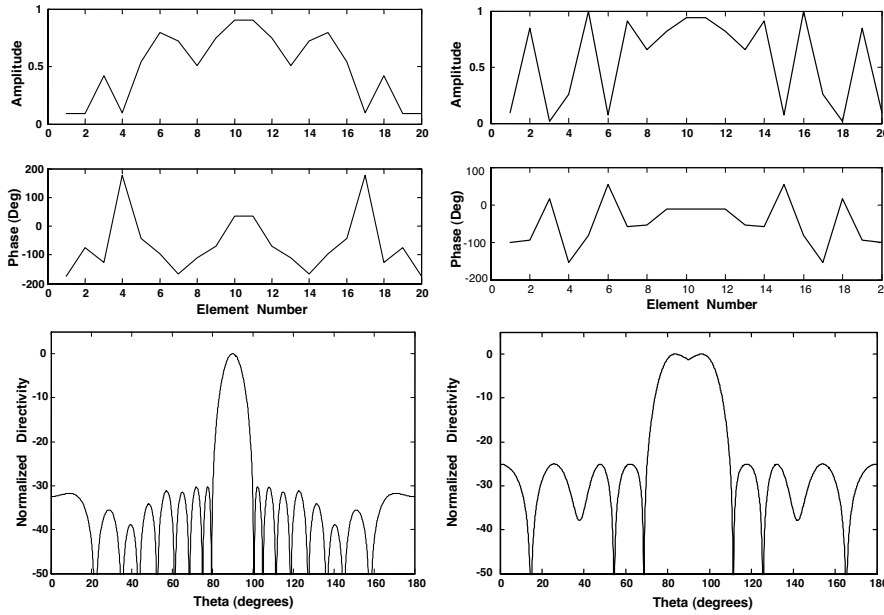 1
0.5
0
Amplitude
0 2 4 6 8 10 12 14 16 18 20
200
100
0
-100
-200
Phase (Deg)
0 2 4 6 8 10 12 14 16 18 20
Element Number
0
-10
-20
-30
-40
-50
Normalized Directivity
0 20 40 60 80 100 120 140 160 180
Theta (degrees)
1
0.5
0
Amplitude
0 2 4 6 8 10 12 14 16 18 20
100
0
-100
-200
Phase (Deg)
0 2 4 6 8 10 12 14 16 18 20
Element Number
0
-10
-20
-30
-40
-50
Normalized Directivity
0 20 40 60 80 100 120 140 160 180
Theta (degrees)